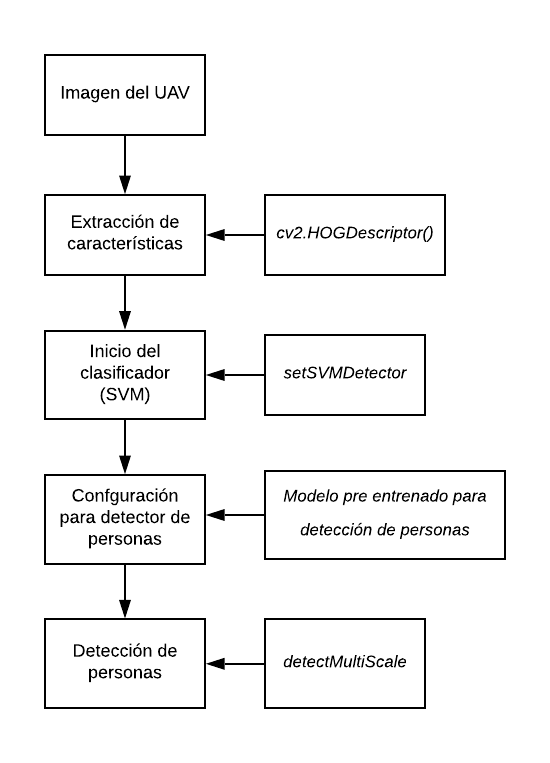 Imagen del UAV
Extracción de
características
cv2.HOGDescriptor()
Inicio del
clasificador
(SVM)
setSVMDetector
Confguración
para detector de
personas
Modelo pre entrenado para
detección de personas
Detección de
personas
detectMultiScale